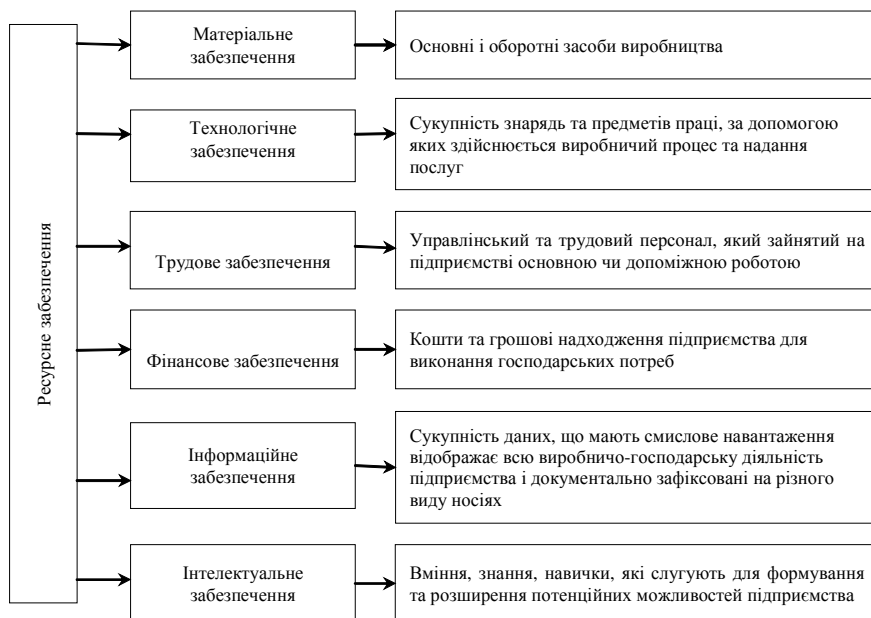 Ресурсне забезпечення
Матеріальне
забезпечення
Основні і оборотні засоби виробництва
Технологічне
забезпечення
Сукупність знарядь та предметів праці, за допомогою
яких здійснюється виробничий процес та надання
послуг
Трудове забезпечення
Управлінський та трудовий персонал, який зайнятий на
підприємстві основною чи допоміжною роботою
Фінансове забезпечення
Кошти та грошові надходження підприємства для
виконання господарських потреб
Інформаційне
забезпечення
Сукупність даних, що мають смислове навантаження
відображає всю виробничо-господарську діяльність
підприємства і документально зафіксовані на різного
виду носіях
Інтелектуальне
забезпечення
Вміння, знання, навички, які слугують для формування
та розширення потенційних можливостей підприємства